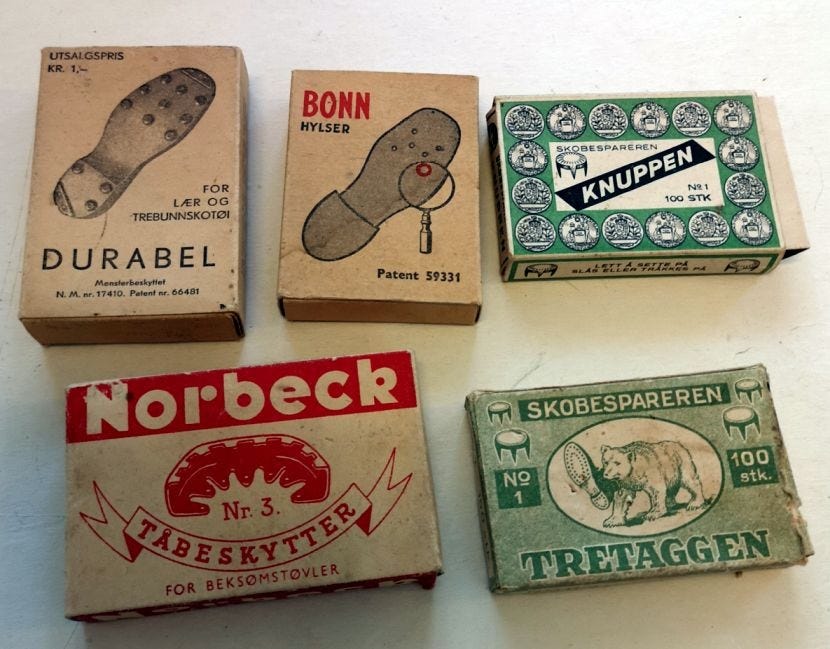 UTSALGSPRIS
KR. 1,-
FOR
LÆR OG
TREBUNNSKOTØI
DURABEL
Mønsterbeskyttet
N. M. nr. 17410. Patent nr. 66481
BONN
HYLSER
Patent 59331
SKOBESPAREREN
KNUPPEN
No. 1
100 STK
LETT Å SETTE PÅ
SLÅS ELLER TRÅKKES PÅ
Norbeck
Nr. 3.
TÅBESKYTTER
FOR BEKSØMSTØVLER
SKOBESPAREREN
No
1
100
stk.
TRETAGGEN